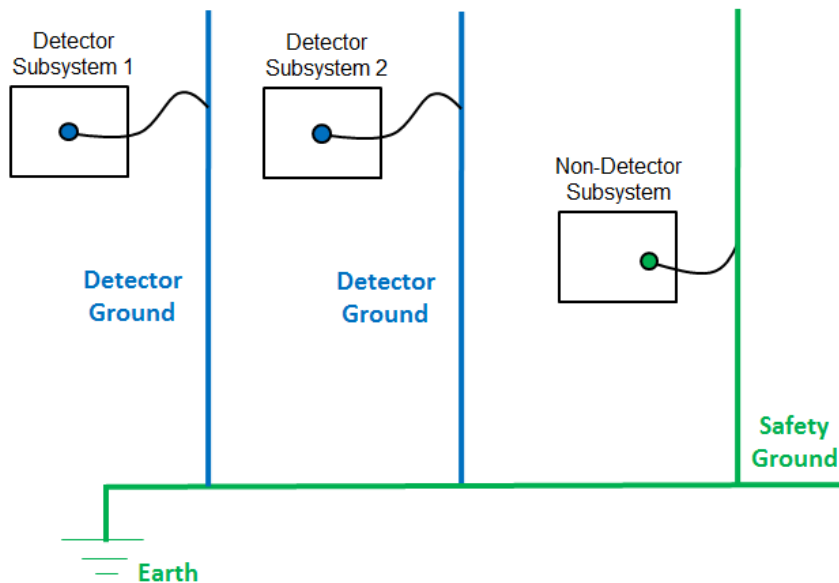 Detector
Subsystem 1
Detector
Subsystem 2
Non-Detector
Subsystem
Detector
Ground
Detector
Ground
Safety
Ground
Earth